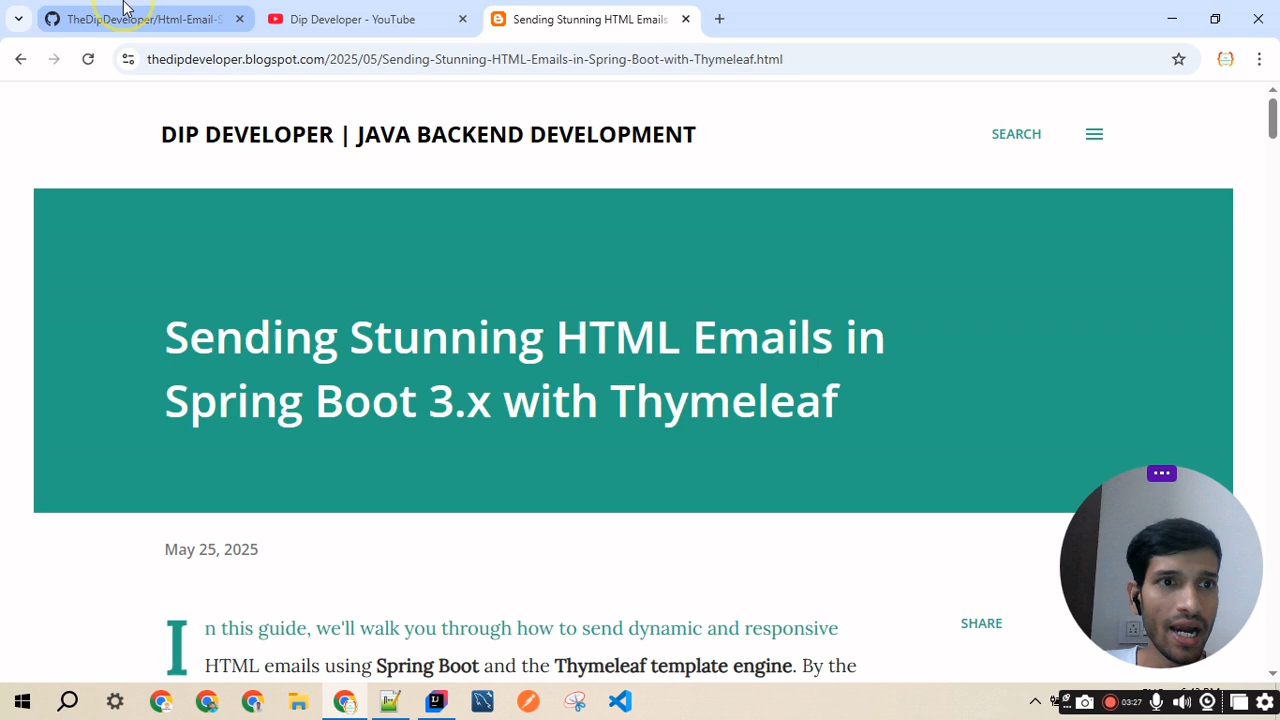 TheDipDeveloper/Html-Email-S
Dip Developer - YouTube
Sending Stunning HTML Emails
thedipdeveloper.blogspot.com/2025/05/Sending-Stunning-HTML-Emails-in-Spring-Boot-with-Thymeleaf.html
DIP DEVELOPER | JAVA BACKEND DEVELOPMENT
SEARCH
Sending Stunning HTML Emails in
Spring Boot 3.x with Thymeleaf
May 25, 2025
In this guide, we'll walk you through how to send dynamic and responsive
SHARE
HTML emails using Spring Boot and the Thymeleaf template engine. By the
03:27